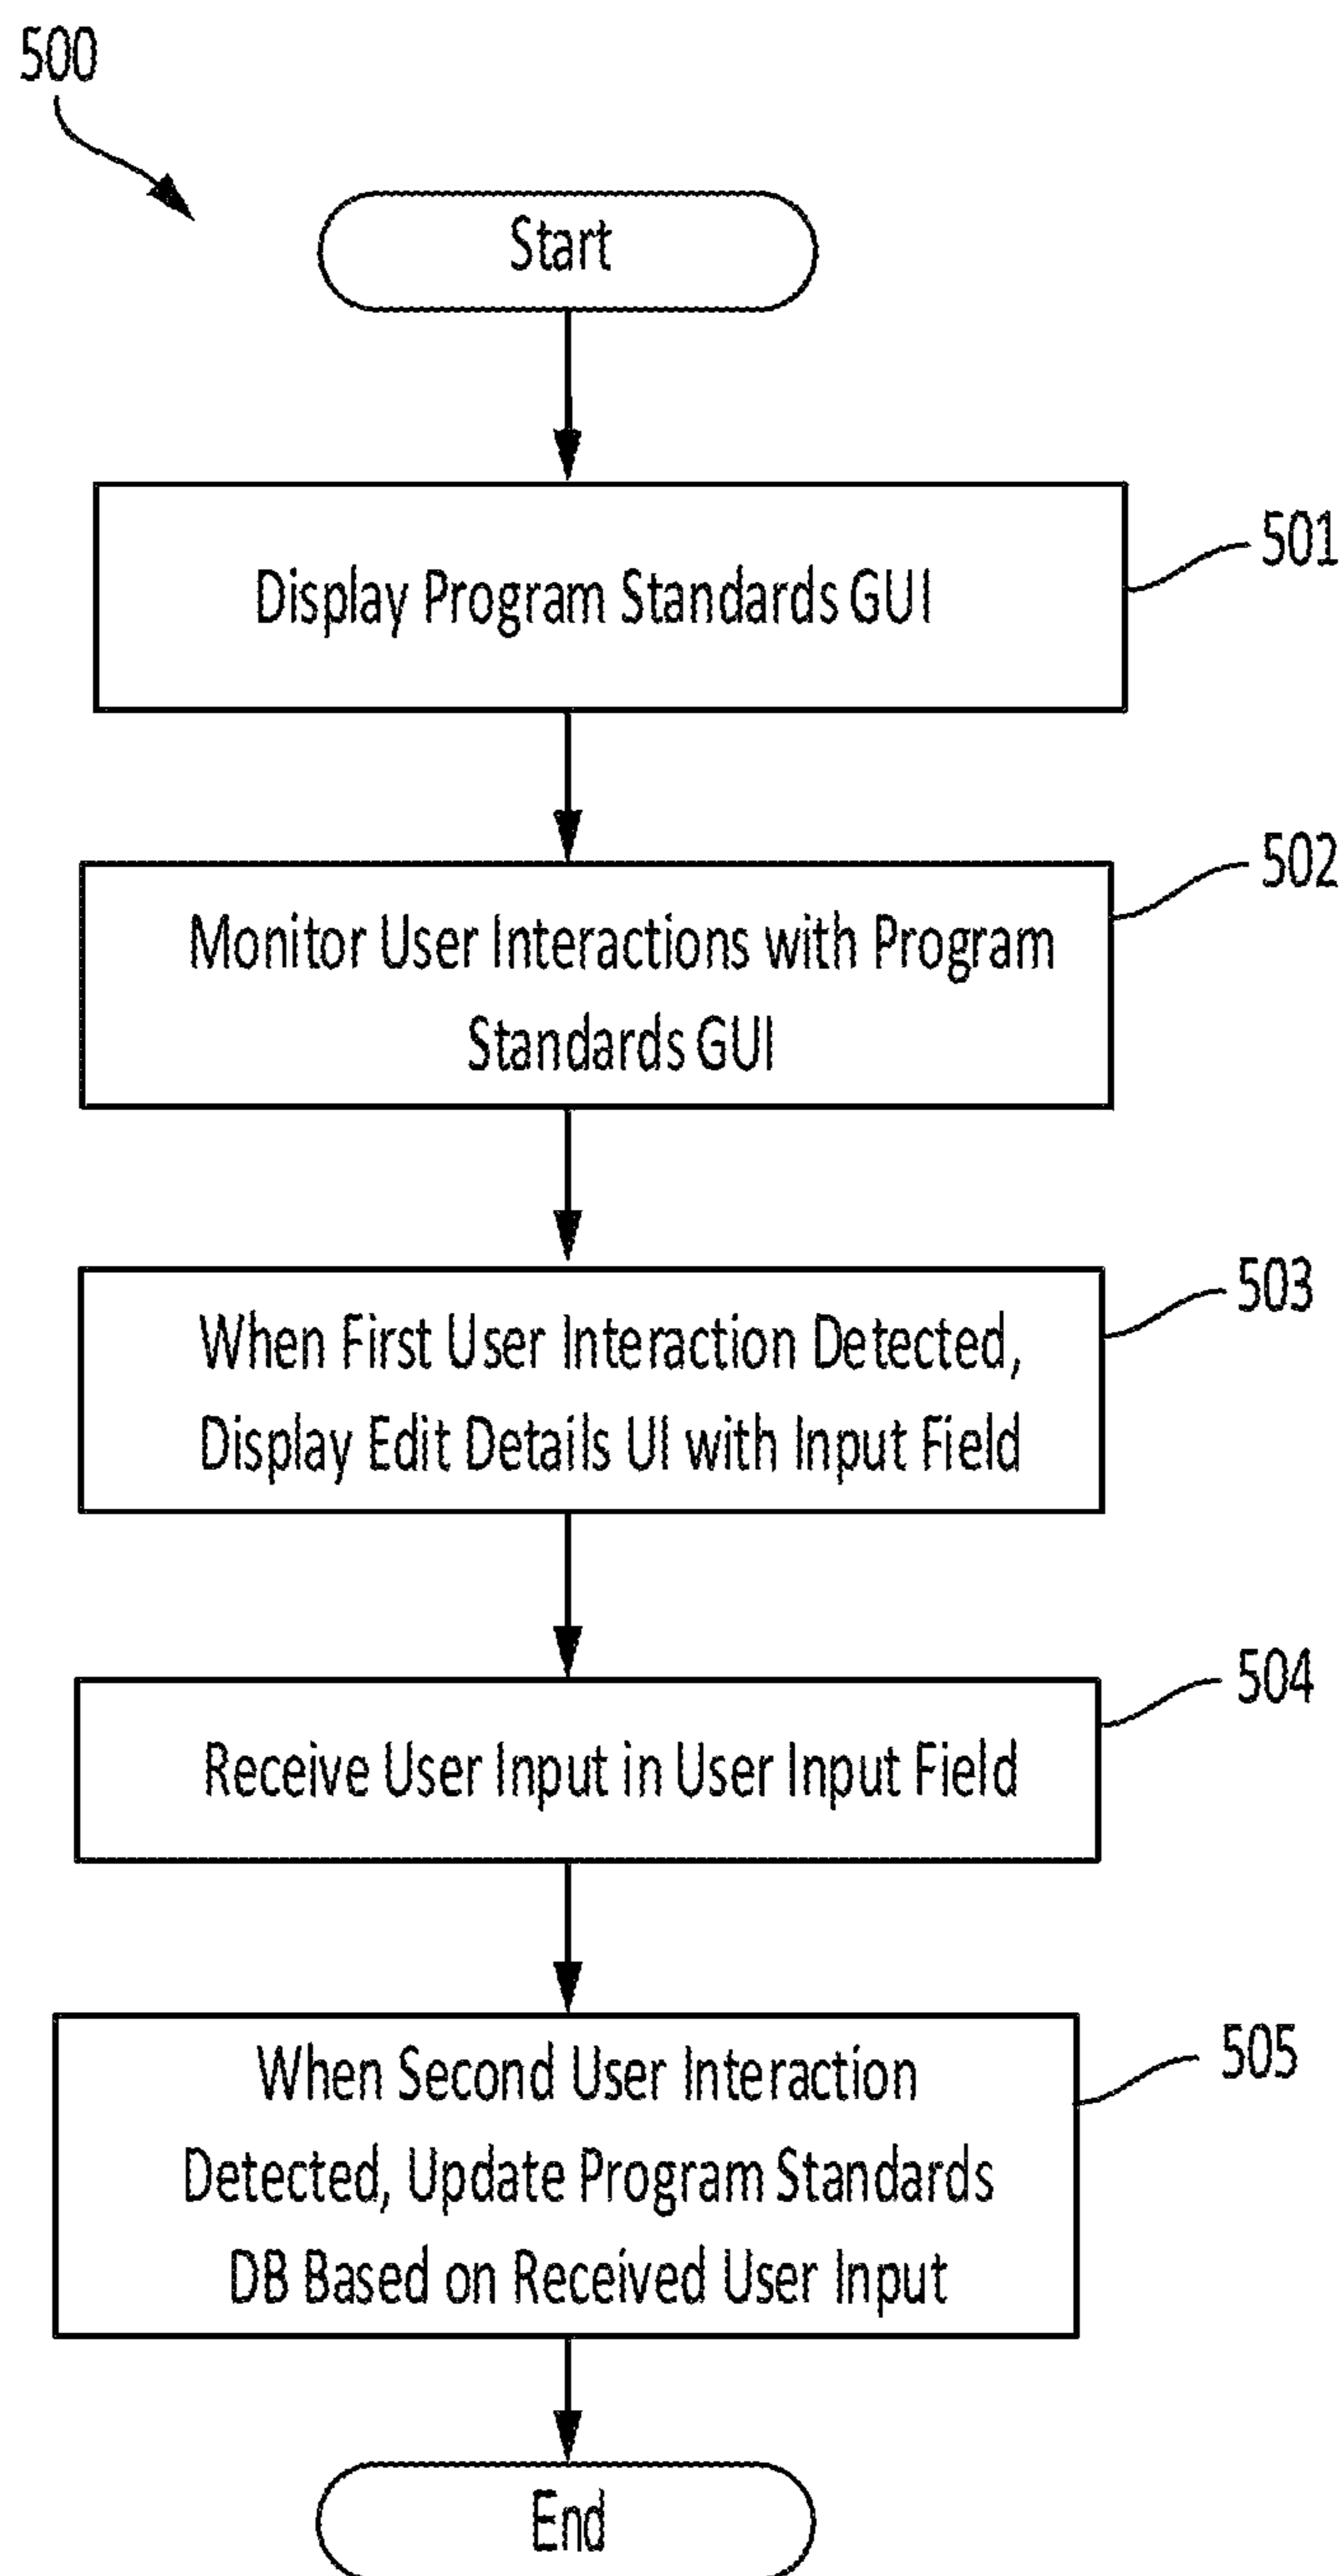 500
Start
Display Program Standards GUI
501
Monitor User Interactions with Program
Standards GUI
502
When First User Interaction Detected,
Display Edit Details UI with Input Field
503
Receive User Input in User Input Field
504
When Second User Interaction
Detected, Update Program Standards
DB Based on Received User Input
505
End